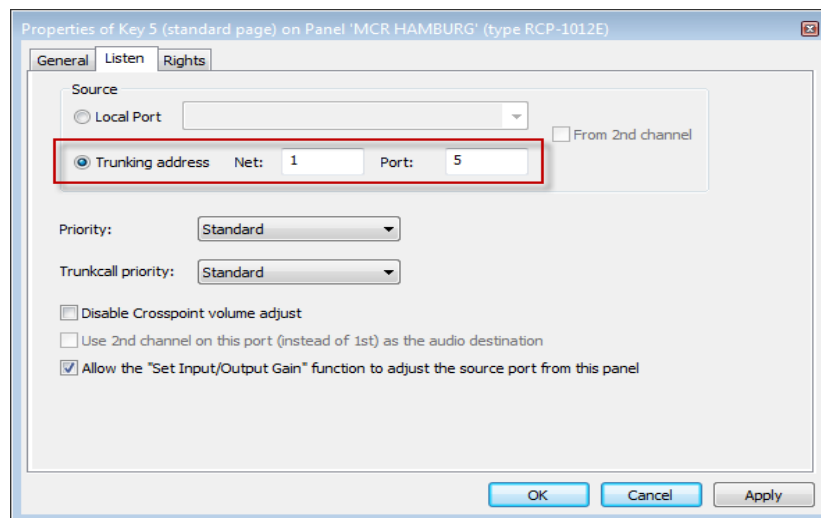 Properties of Key 5 (standard page) on Panel 'MCR HAMBURG' (type RCP-1012E)
General Listen Rights
Source
Local Port
From 2nd channel
Trunking address Net: 1 Port: 5
Priority: Standard
Trunkcall priority: Standard
Disable Crosspoint volume adjust
Use 2nd channel on this port (instead of 1st) as the audio destination
Allow the "Set Input/Output Gain" function to adjust the source port from this panel
OK Cancel Apply